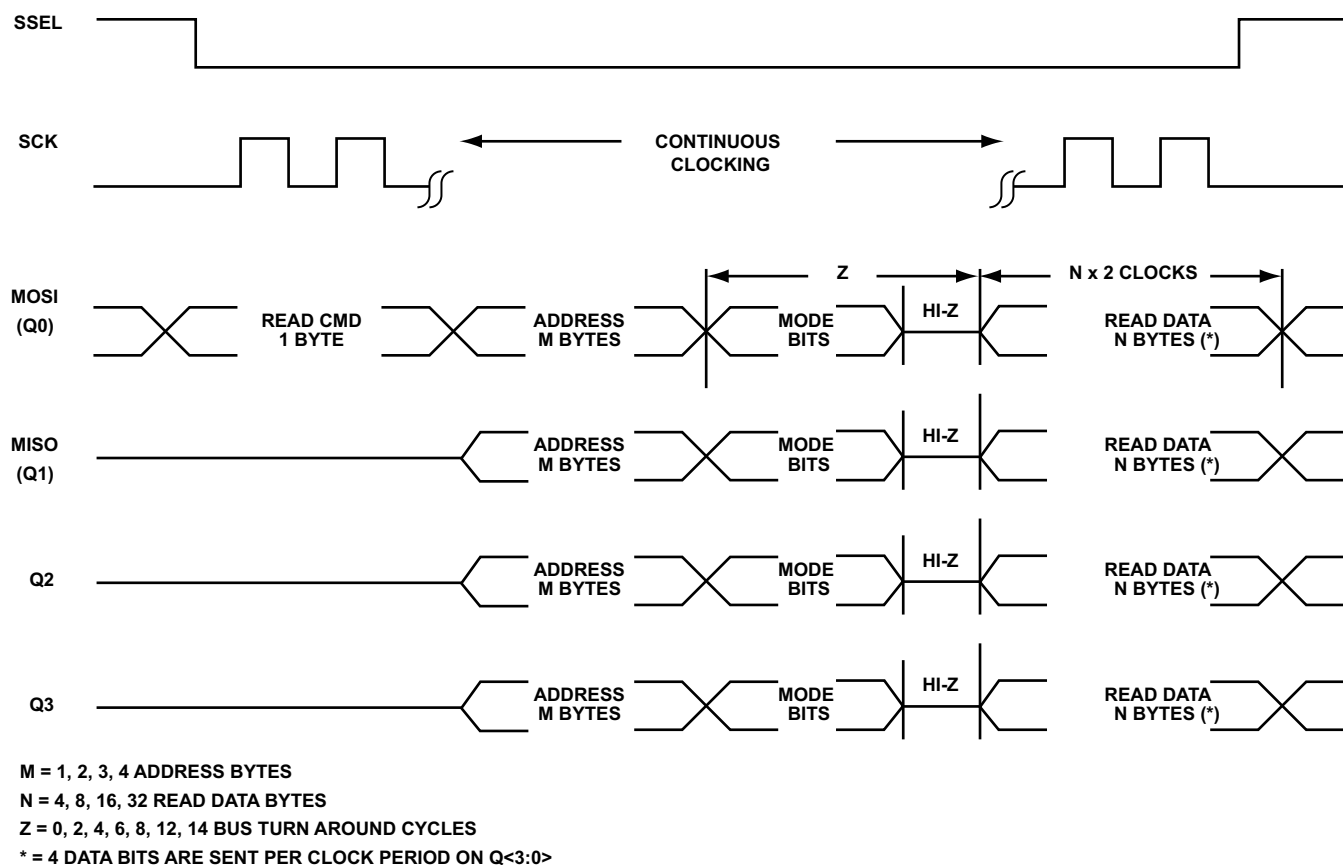 SSEL
SCK
CONTINUOUS
CLOCKING
Z
N x 2 CLOCKS
MOSI
(Q0)
READ CMD
1 BYTE
ADDRESS
M BYTES
MODE
BITS
HI-Z
READ DATA
N BYTES (*)
MISO
(Q1)
ADDRESS
M BYTES
MODE
BITS
HI-Z
READ DATA
N BYTES (*)
Q2
ADDRESS
M BYTES
MODE
BITS
HI-Z
READ DATA
N BYTES (*)
Q3
ADDRESS
M BYTES
MODE
BITS
HI-Z
READ DATA
N BYTES (*)
M = 1, 2, 3, 4 ADDRESS BYTES
N = 4, 8, 16, 32 READ DATA BYTES
Z = 0, 2, 4, 6, 8, 12, 14 BUS TURN AROUND CYCLES
* = 4 DATA BITS ARE SENT PER CLOCK PERIOD ON Q<3:0>